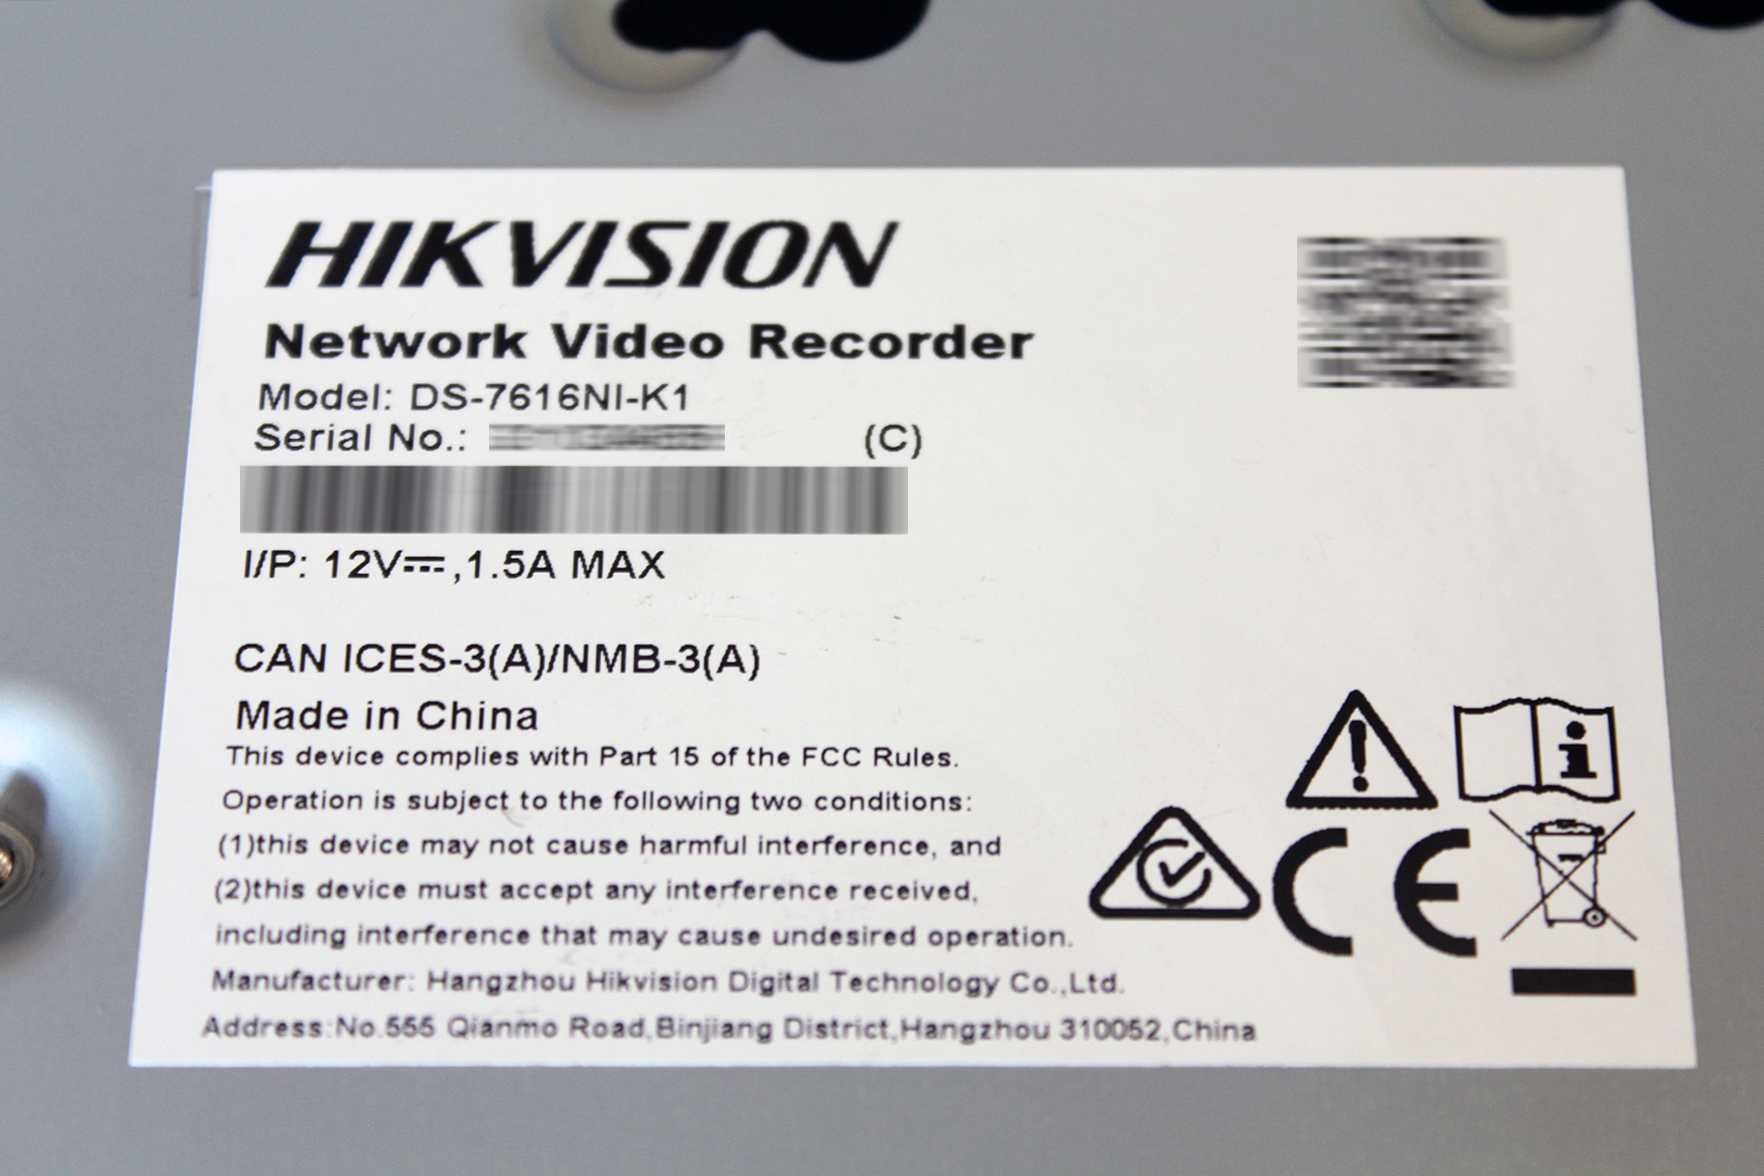 HIKVISION
Network Video Recorder
Model: DS-7616NI-K1
Serial No.: (C)
I/P: 12V⎓,1.5A MAX
CAN ICES-3(A)/NMB-3(A)
Made in China
This device complies with Part 15 of the FCC Rules.
Operation is subject to the following two conditions:
(1)this device may not cause harmful interference, and
(2)this device must accept any interference received,
including interference that may cause undesired operation.
Manufacturer: Hangzhou Hikvision Digital Technology Co.,Ltd.
Address:No.555 Qianmo Road,Binjiang District,Hangzhou 310052,China
CE